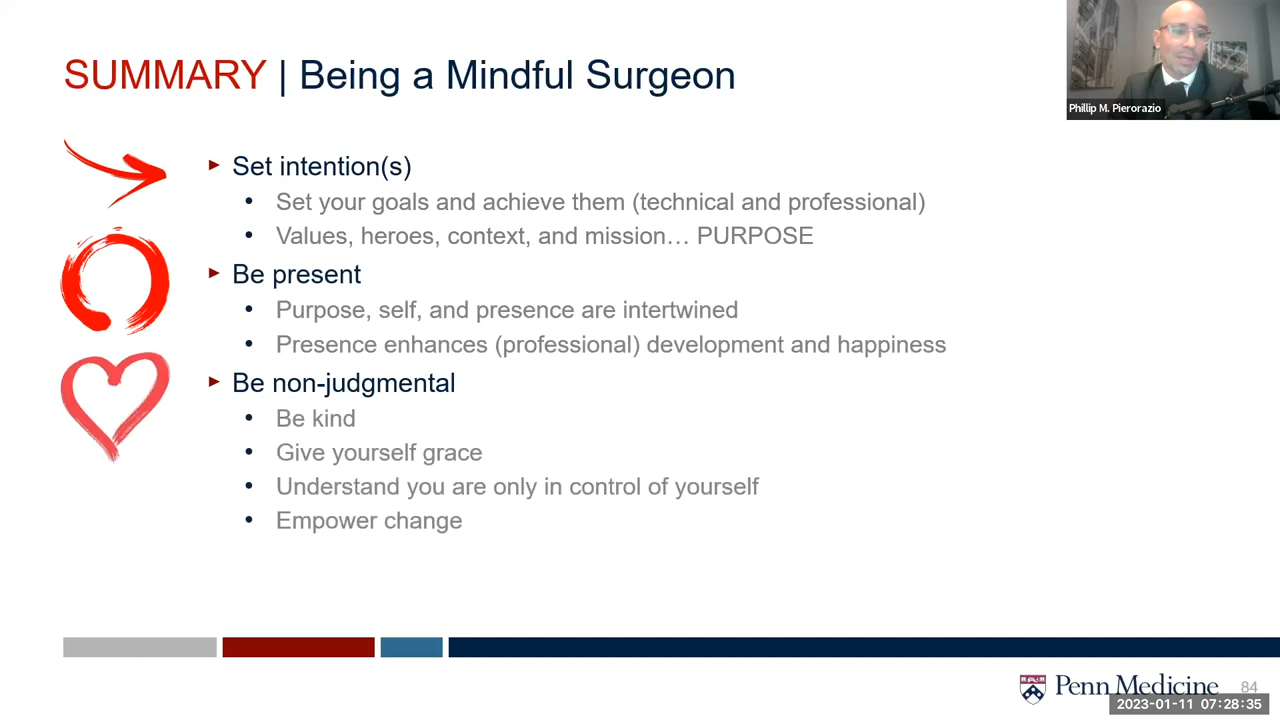 SUMMARY | Being a Mindful Surgeon
Phillip M. Pierorazio
Set intention(s)
Set your goals and achieve them (technical and professional)
Values, heroes, context, and mission… PURPOSE
Be present
Purpose, self, and presence are intertwined
Presence enhances (professional) development and happiness
Be non-judgmental
Be kind
Give yourself grace
Understand you are only in control of yourself
Empower change
Penn Medicine
84
2023-01-11 07:28:35